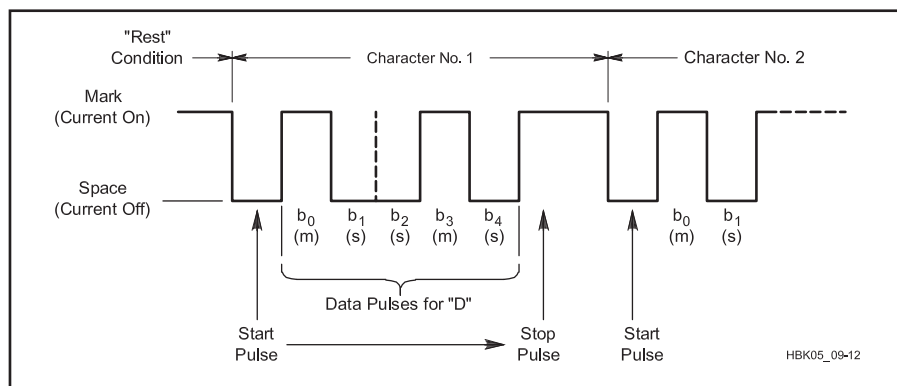 "Rest"
Condition
Character No. 1
Character No. 2
Mark
(Current On)
Space
(Current Off)
b0 b1 b2 b3 b4 b0 b1
(m) (s) (s) (m) (s) (m) (s)
Data Pulses for "D"
Start
Pulse
Stop
Pulse
Start
Pulse
HBK05_09-12